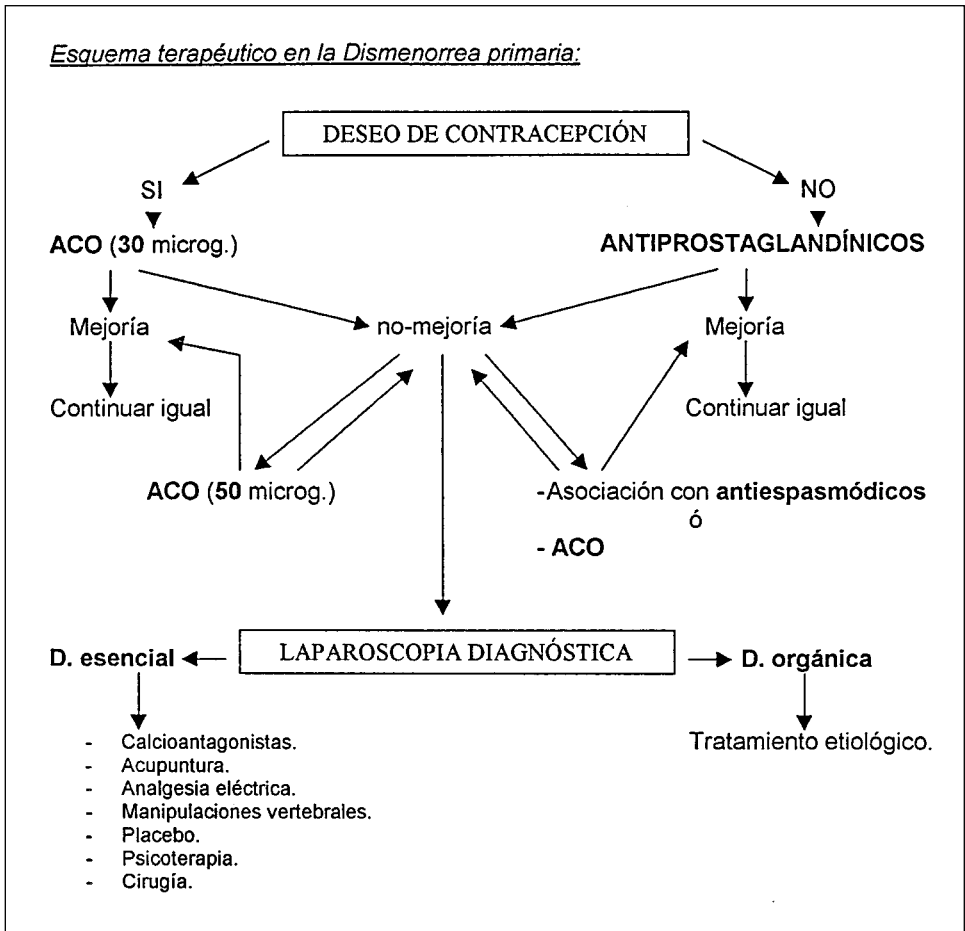 Esquema terapéutico en la Dismenorrea primaria:
DESEO DE CONTRACEPCIÓN
SI
NO
ACO (30 microg.)
ANTIPROSTAGLANDÍNICOS
Mejoría
no-mejoría
Mejoría
Continuar igual
Continuar igual
ACO (50 microg.)
-Asociación con antiespasmódicos
ó
- ACO
LAPAROSCOPIA DIAGNÓSTICA
D. esencial
D. orgánica
- Calcioantagonistas.
- Acupuntura.
- Analgesia eléctrica.
- Manipulaciones vertebrales.
- Placebo.
- Psicoterapia.
- Cirugía.
Tratamiento etiológico.